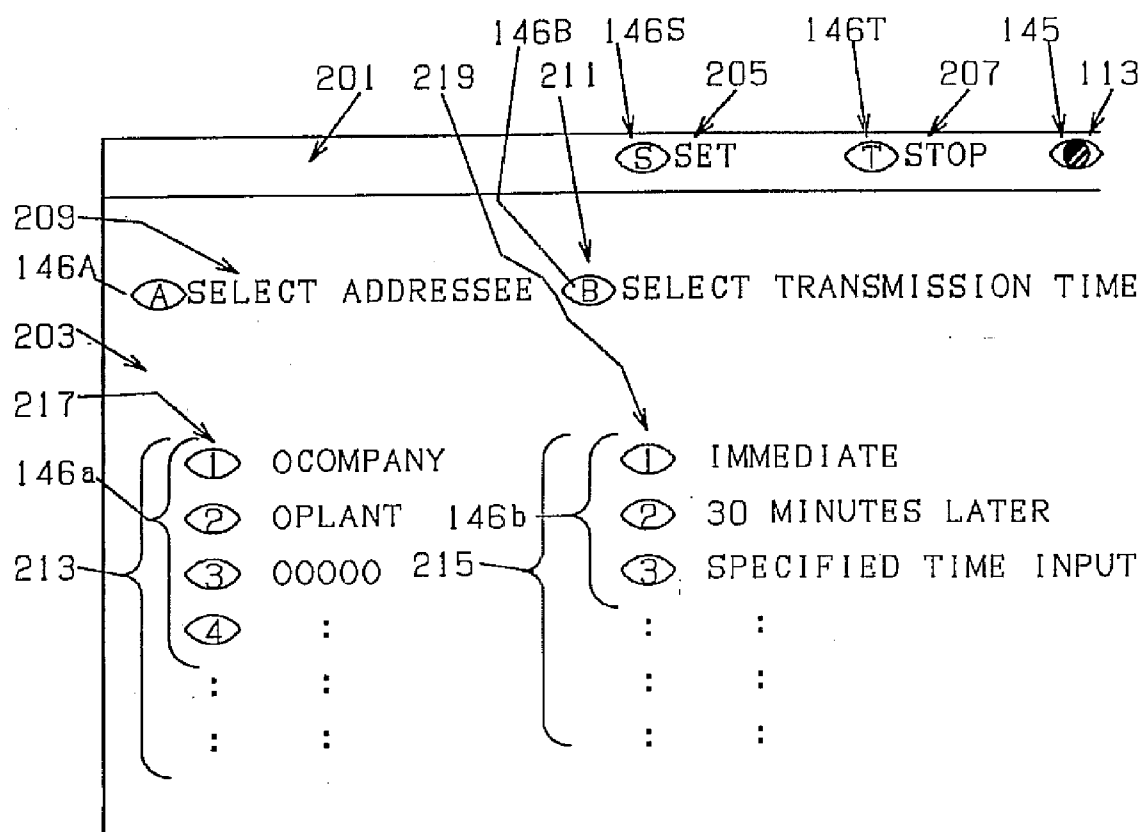 146B 146S 146T 145
201 219 211 205 207 113
S SET T STOP
209
146A A SELECT ADDRESSEE B SELECT TRANSMISSION TIME
203
217
1 OCOMPANY 1 IMMEDIATE
146a
2 OPLANT 146b 2 30 MINUTES LATER
213 3 OOOOO 215 3 SPECIFIED TIME INPUT
4 : : :
: : : :
: : : :